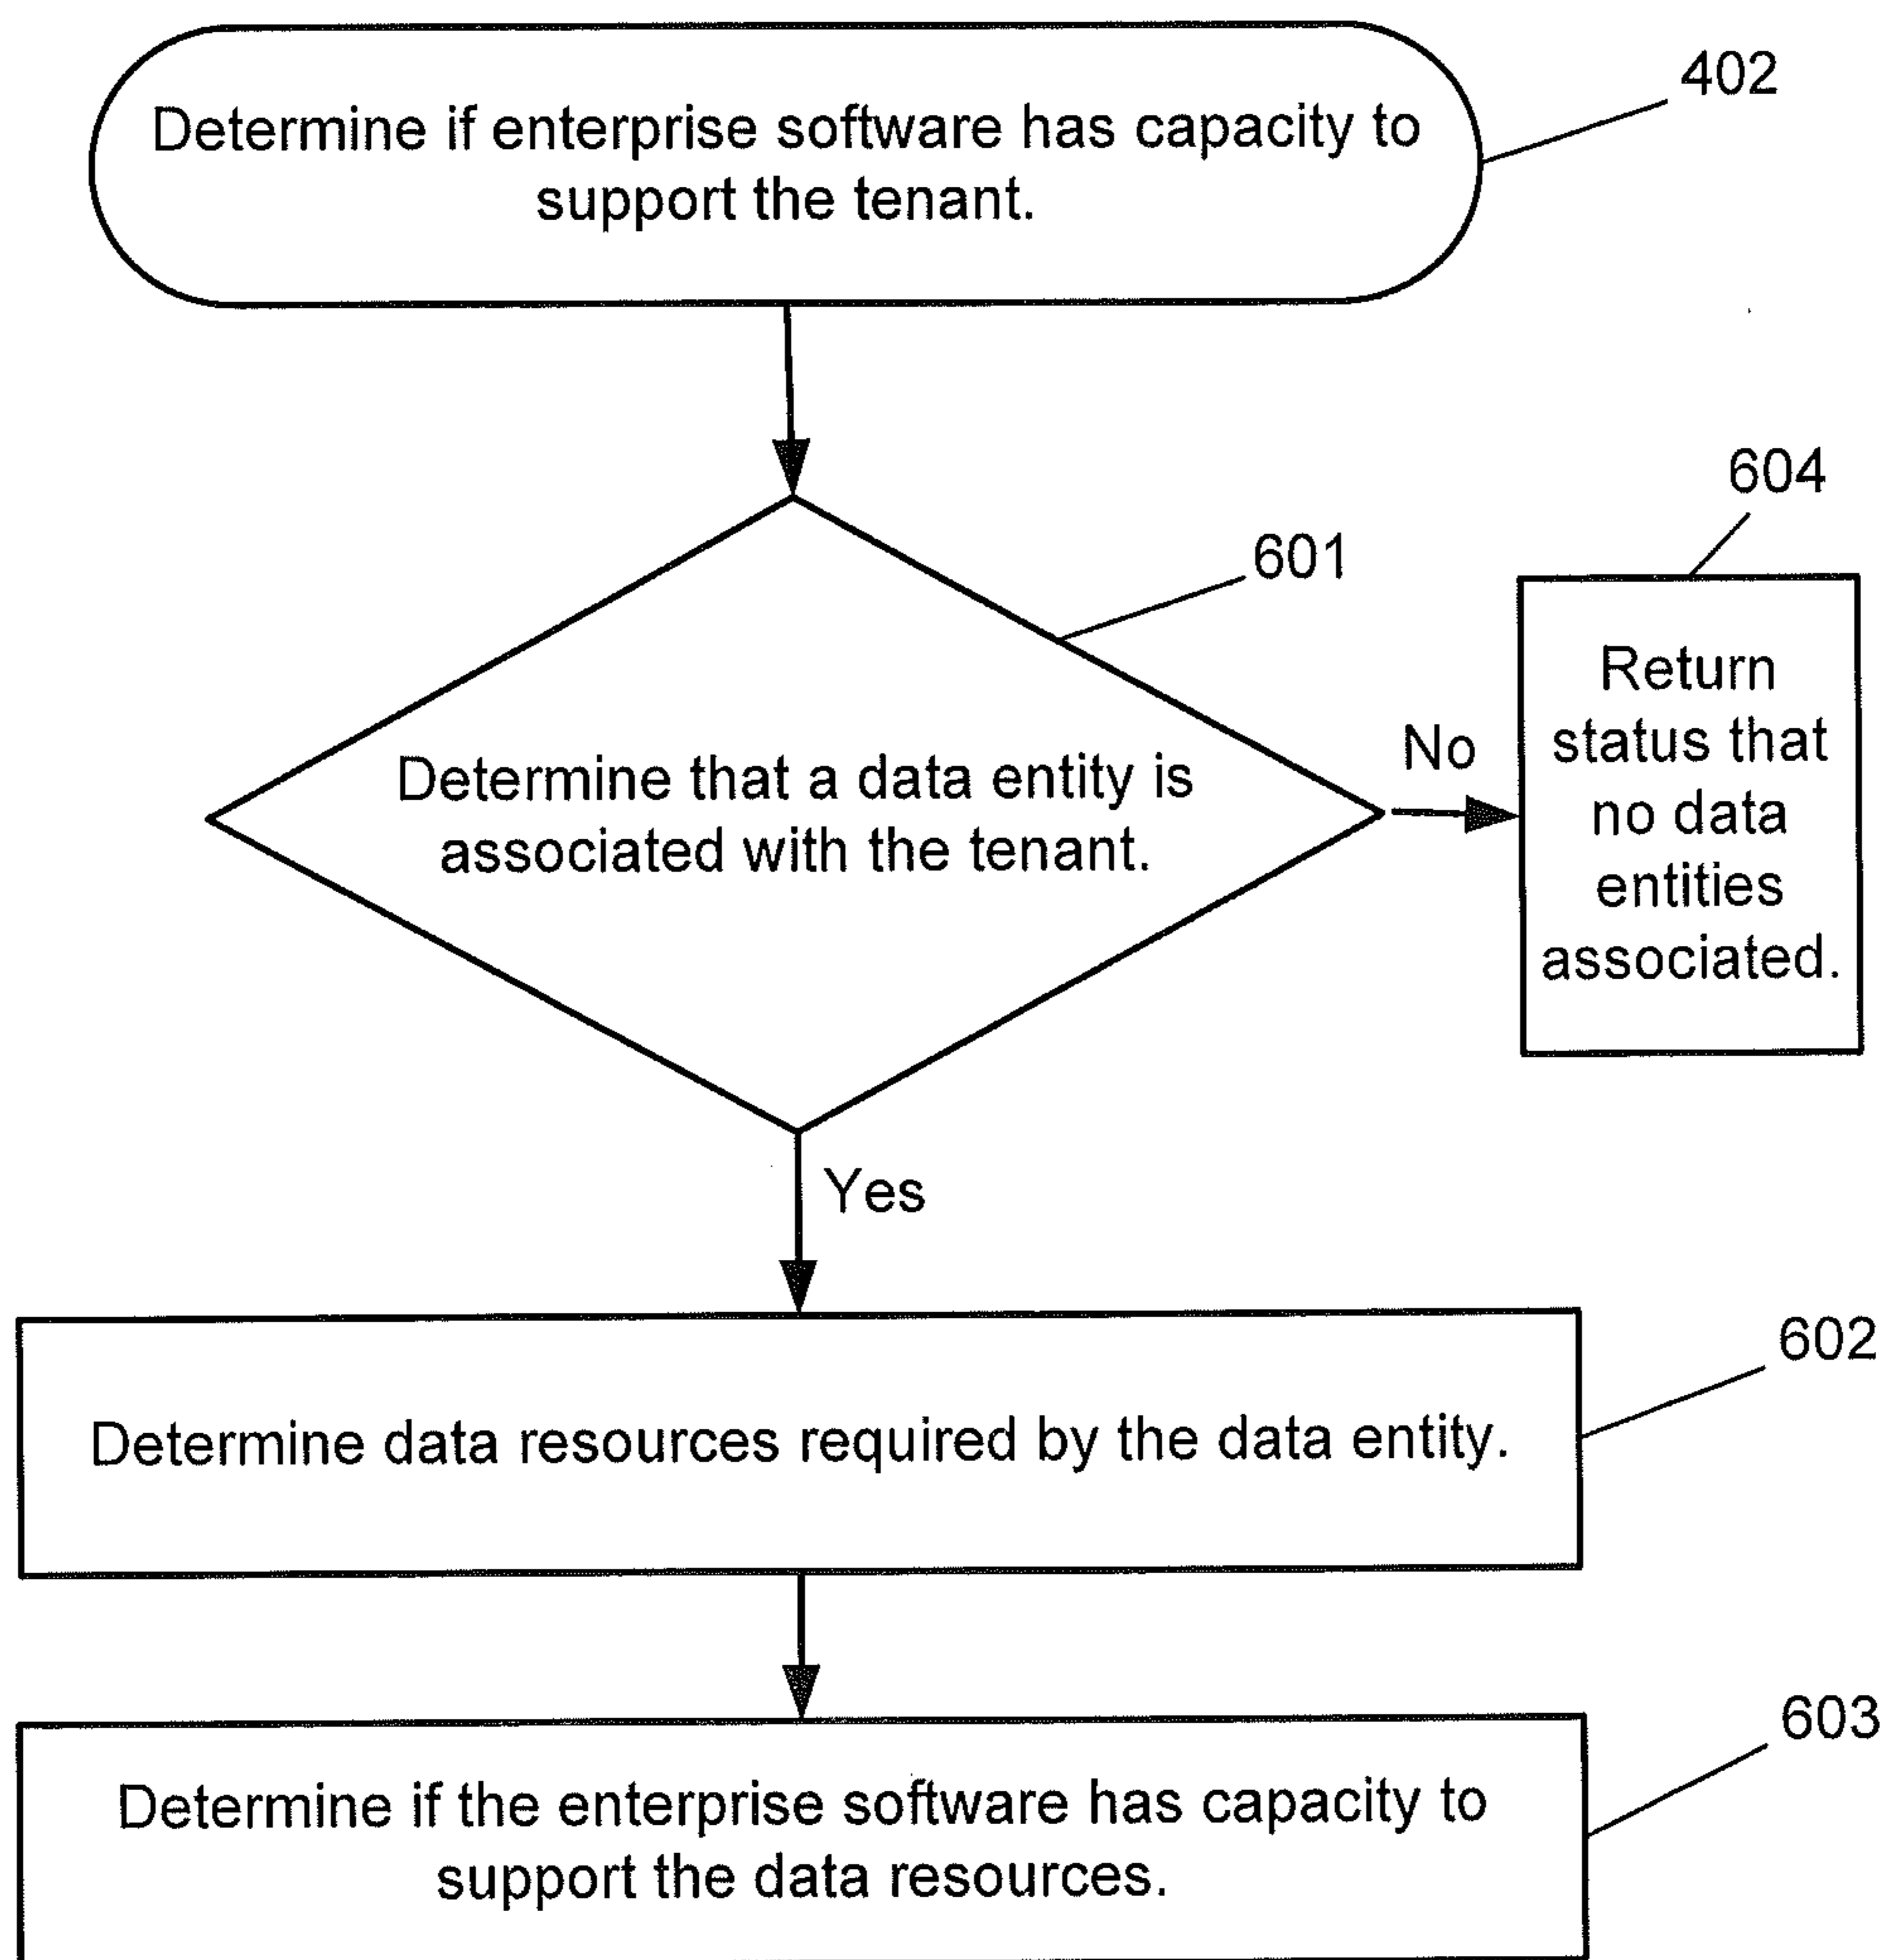 Determine if enterprise software has capacity to
support the tenant.
402
604
601
Determine that a data entity is
associated with the tenant.
No
Return
status that
no data
entities
associated.
Yes
602
Determine data resources required by the data entity.
603
Determine if the enterprise software has capacity to
support the data resources.